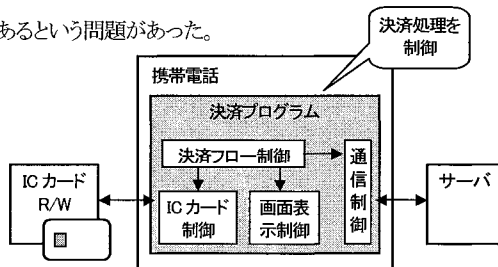 あるという問題があった。
決済処理を
制御
携帯電話
決済プログラム
決済フロー制御
通信制御
ICカード
R/W
ICカード
制御
画面表
示制御
サーバ